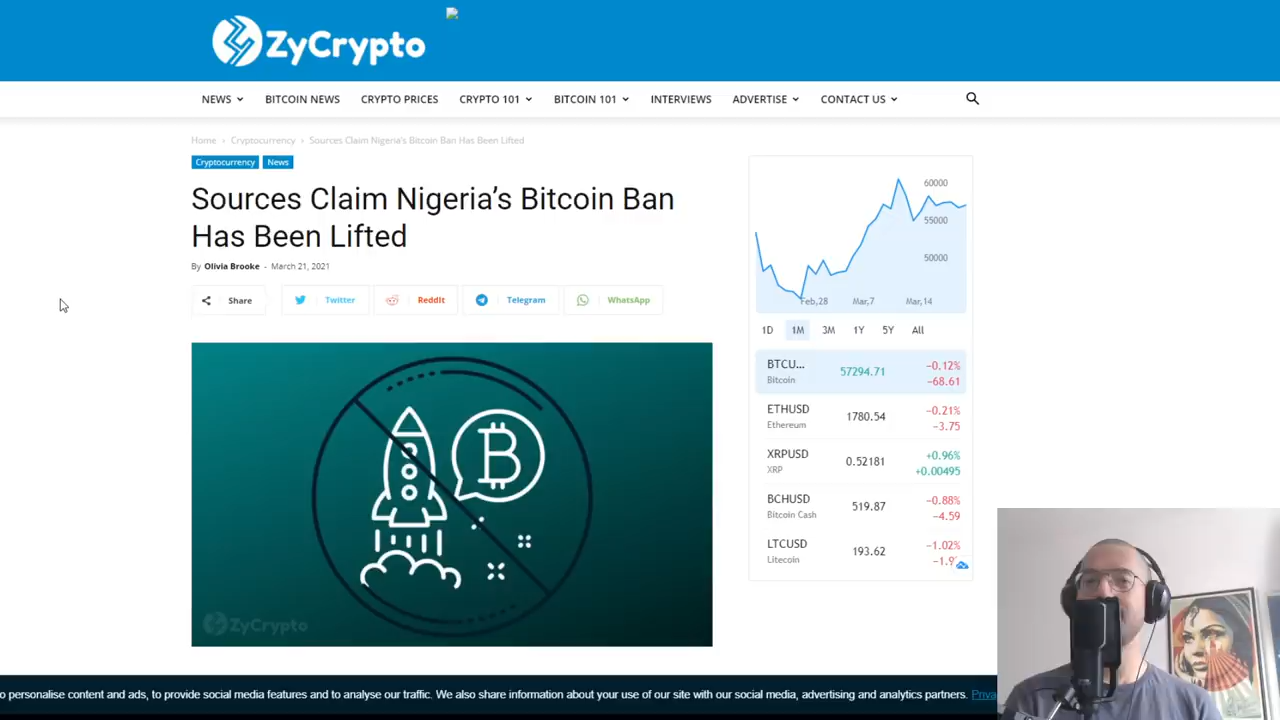 ZyCrypto
NEWS
BITCOIN NEWS
CRYPTO PRICES
CRYPTO 101
BITCOIN 101
INTERVIEWS
ADVERTISE
CONTACT US
Home › Cryptocurrency › Sources Claim Nigeria's Bitcoin Ban Has Been Lifted
Cryptocurrency
News
Sources Claim Nigeria’s Bitcoin Ban
Has Been Lifted
By Olivia Brooke - March 21, 2021
Share
Twitter
ReddIt
Telegram
WhatsApp
ZyCrypto
60000
55000
50000
Feb,28
Mar,7
Mar,14
1D
1M
3M
1Y
5Y
All
BTCU... 57294.71 −0.12%
Bitcoin −68.61
ETHUSD 1780.54 −0.21%
Ethereum −3.75
XRPUSD 0.52181 +0.96%
XRP +0.00495
BCHUSD 519.87 −0.88%
Bitcoin Cash −4.59
LTCUSD 193.62 −1.02%
Litecoin
o personalise content and ads, to provide social media features and to analyse our traffic. We also share information about your use of our site with our social media, advertising and analytics partners. Priva